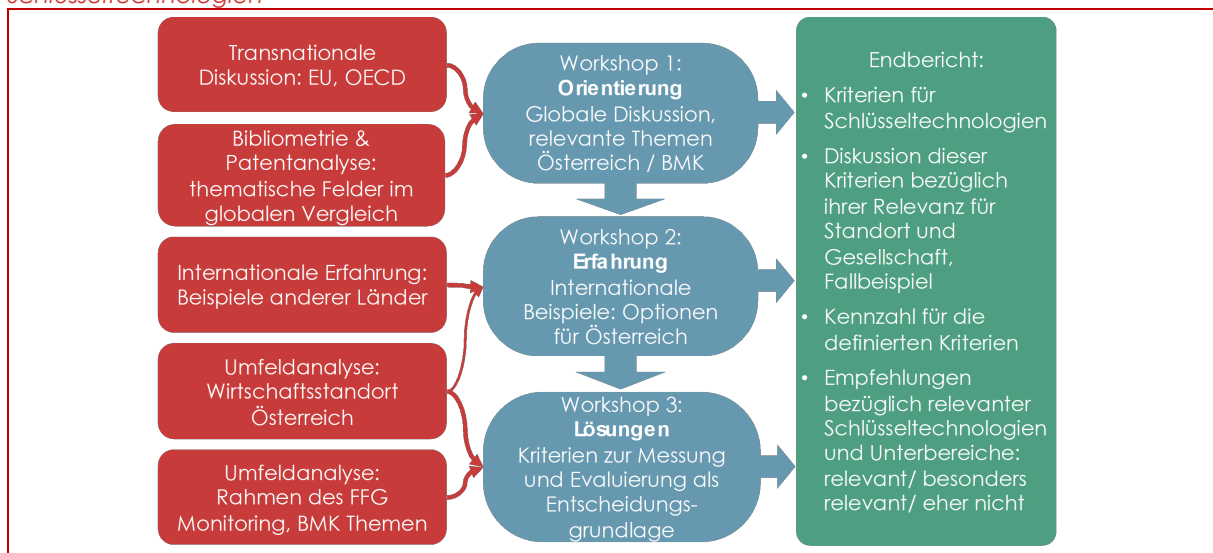 Schlüsseltechnologien
Transnationale
Diskussion: EU, OECD
Bibliometrie &
Patentanalyse:
thematische Felder im
globalen Vergleich
Internationale Erfahrung:
Beispiele anderer Länder
Umfeldanalyse:
Wirtschaftsstandort
Österreich
Umfeldanalyse:
Rahmen des FFG
Monitoring, BMK Themen
Workshop 1:
Orientierung
Globale Diskussion,
relevante Themen
Österreich / BMK
Workshop 2:
Erfahrung
Internationale
Beispiele: Optionen
für Österreich
Workshop 3:
Lösungen
Kriterien zur Messung
und Evaluierung als
Entscheidungs-
grundlage
Endbericht:
• Kriterien für
Schlüsseltechnologien
• Diskussion dieser
Kriterien bezüglich
ihrer Relevanz für
Standort und
Gesellschaft,
Fallbeispiel
• Kennzahl für die
definierten Kriterien
• Empfehlungen
bezüglich relevanter
Schlüsseltechnologien
und Unterbereiche:
relevant/ besonders
relevant/ eher nicht